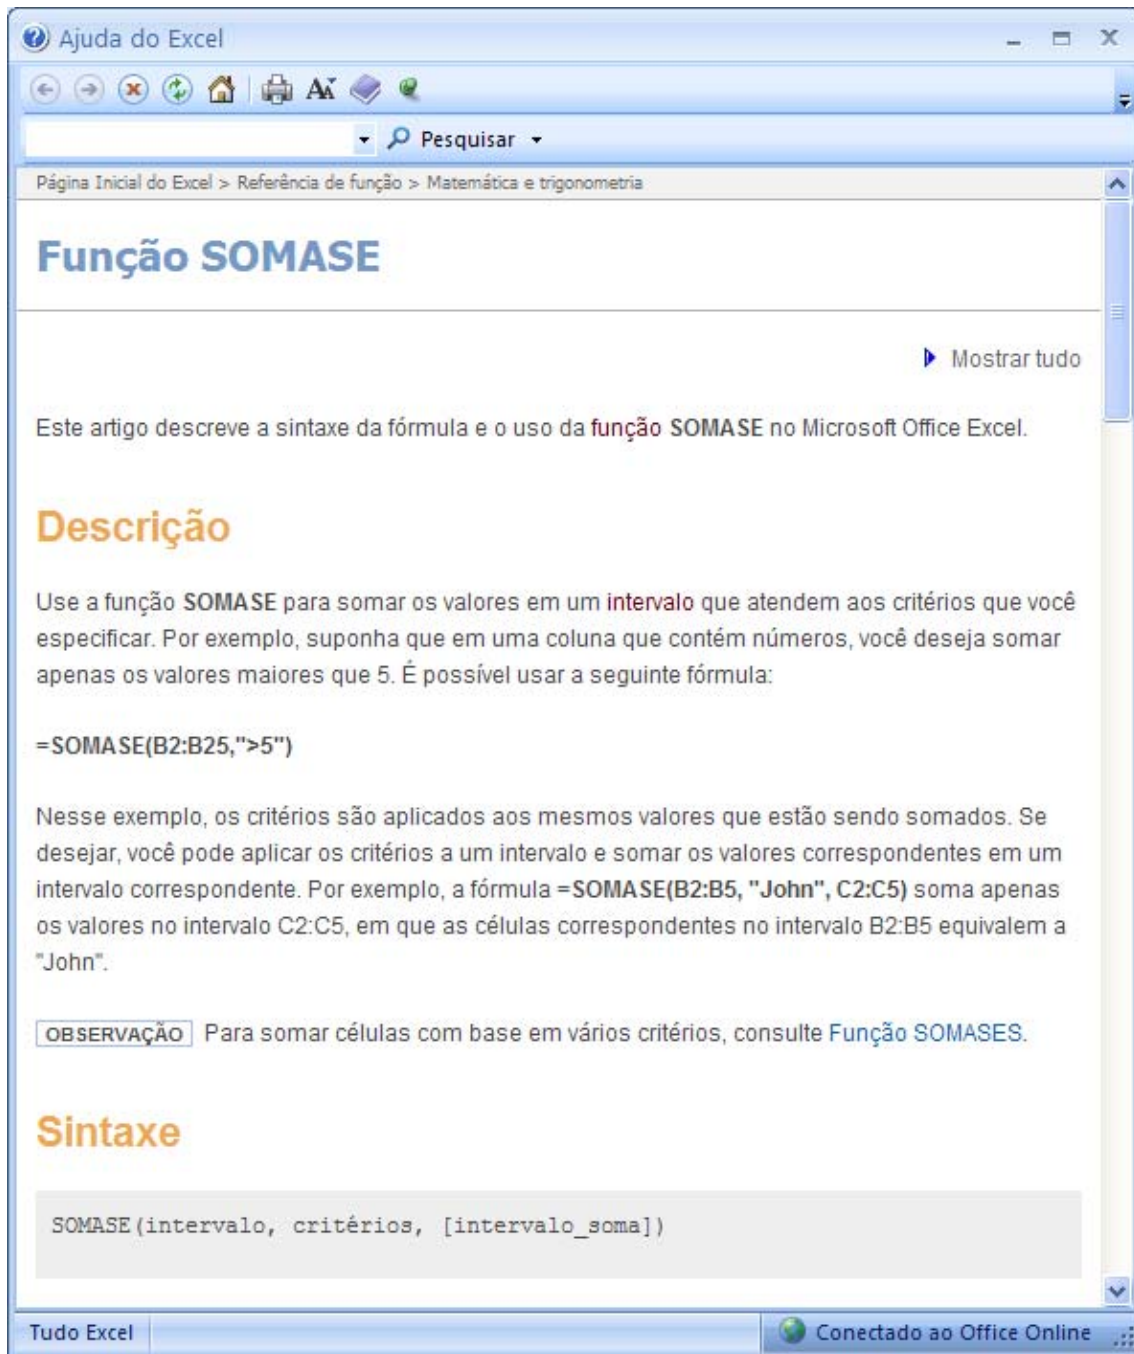 Ajuda do Excel
Pesquisar
Página Inicial do Excel > Referência de função > Matemática e trigonometria
Função SOMASE
Mostrar tudo
Este artigo descreve a sintaxe da fórmula e o uso da função SOMASE no Microsoft Office Excel.
Descrição
Use a função SOMASE para somar os valores em um intervalo que atendem aos critérios que você
especificar. Por exemplo, suponha que em uma coluna que contém números, você deseja somar
apenas os valores maiores que 5. É possível usar a seguinte fórmula:
=SOMASE(B2:B25,">5")
Nesse exemplo, os critérios são aplicados aos mesmos valores que estão sendo somados. Se
desejar, você pode aplicar os critérios a um intervalo e somar os valores correspondentes em um
intervalo correspondente. Por exemplo, a fórmula =SOMASE(B2:B5, "John", C2:C5) soma apenas
os valores no intervalo C2:C5, em que as células correspondentes no intervalo B2:B5 equivalem a
"John".
OBSERVAÇÃO Para somar células com base em vários critérios, consulte Função SOMASES.
Sintaxe
SOMASE(intervalo, critérios, [intervalo_soma])
Tudo Excel
Conectado ao Office Online